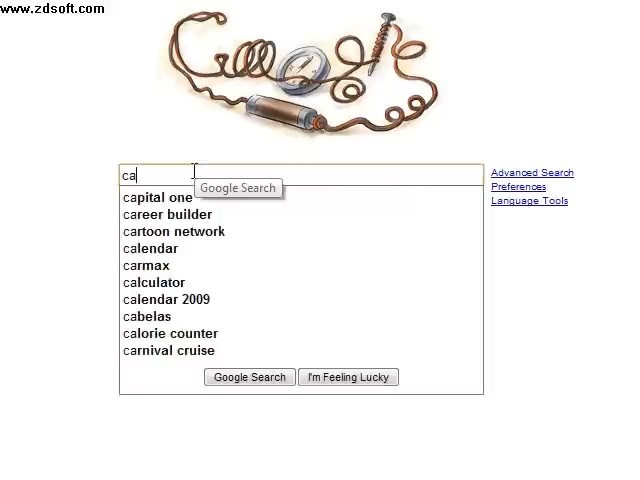 www.zdsoft.com
Google
ca
Google Search
capital one
career builder
cartoon network
calendar
carmax
calculator
calendar 2009
cabelas
calorie counter
carnival cruise
Google Search
I'm Feeling Lucky
Advanced Search
Preferences
Language Tools